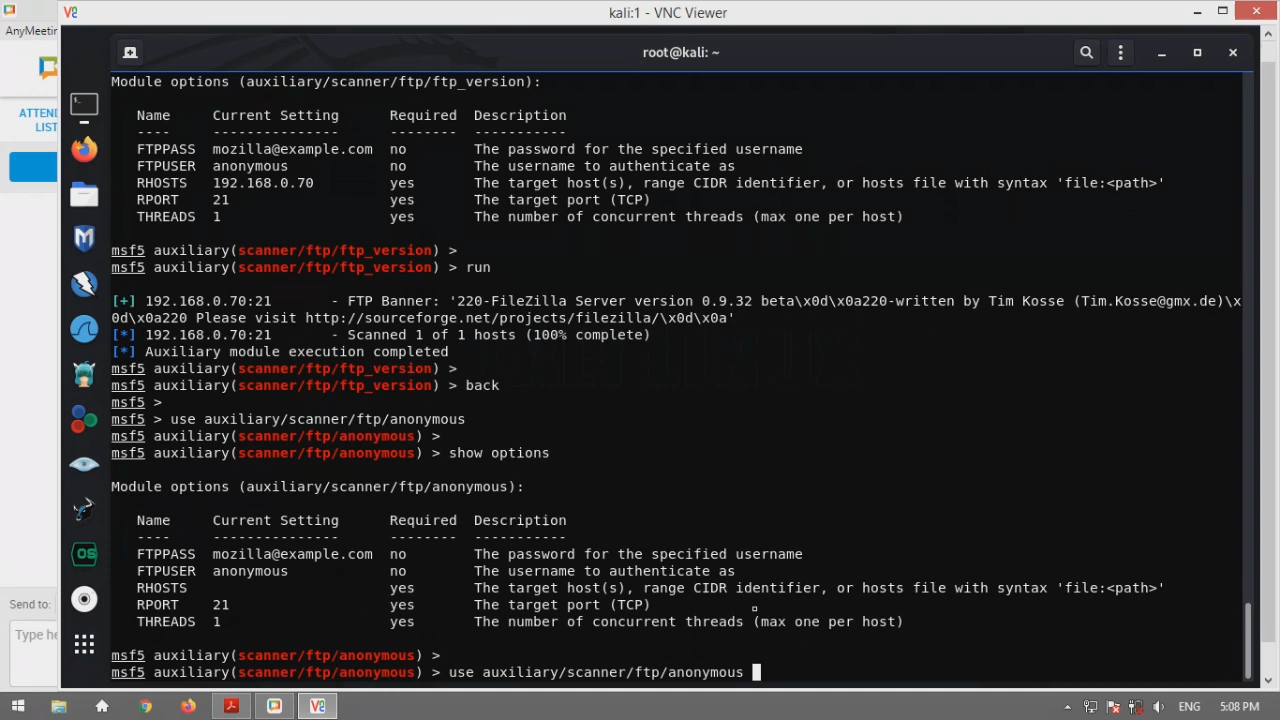 kali:1 - VNC Viewer
AnyMeeting
root@kali: ~
ATTEND
LIST
Module options (auxiliary/scanner/ftp/ftp_version):
Name Current Setting Required Description
---- --------------- -------- -----------
FTPPASS mozilla@example.com no The password for the specified username
FTPUSER anonymous no The username to authenticate as
RHOSTS 192.168.0.70 yes The target host(s), range CIDR identifier, or hosts file with syntax 'file:<path>'
RPORT 21 yes The target port (TCP)
THREADS 1 yes The number of concurrent threads (max one per host)
msf5 auxiliary(scanner/ftp/ftp_version) >
msf5 auxiliary(scanner/ftp/ftp_version) > run
[+] 192.168.0.70:21 - FTP Banner: '220-FileZilla Server version 0.9.32 beta\x0d\x0a220-written by Tim Kosse (Tim.Kosse@gmx.de)\x
0d\x0a220 Please visit http://sourceforge.net/projects/filezilla/\x0d\x0a'
[*] 192.168.0.70:21 - Scanned 1 of 1 hosts (100% complete)
[*] Auxiliary module execution completed
msf5 auxiliary(scanner/ftp/ftp_version) >
msf5 auxiliary(scanner/ftp/ftp_version) > back
msf5 >
msf5 > use auxiliary/scanner/ftp/anonymous
msf5 auxiliary(scanner/ftp/anonymous) >
msf5 auxiliary(scanner/ftp/anonymous) > show options
Module options (auxiliary/scanner/ftp/anonymous):
Name Current Setting Required Description
---- --------------- -------- -----------
FTPPASS mozilla@example.com no The password for the specified username
FTPUSER anonymous no The username to authenticate as
RHOSTS yes The target host(s), range CIDR identifier, or hosts file with syntax 'file:<path>'
RPORT 21 yes The target port (TCP)
THREADS 1 yes The number of concurrent threads (max one per host)
msf5 auxiliary(scanner/ftp/anonymous) >
msf5 auxiliary(scanner/ftp/anonymous) > use auxiliary/scanner/ftp/anonymous
Send to:
Type he
ENG 5:08 PM